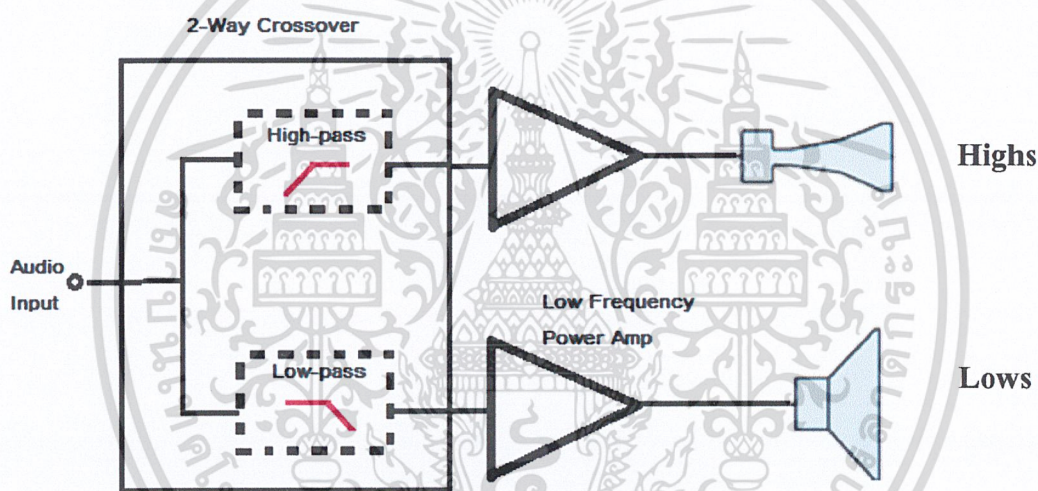 2-Way Crossover
High-pass
Highs
Audio
Input
Low Frequency
Power Amp
Low-pass
Lows